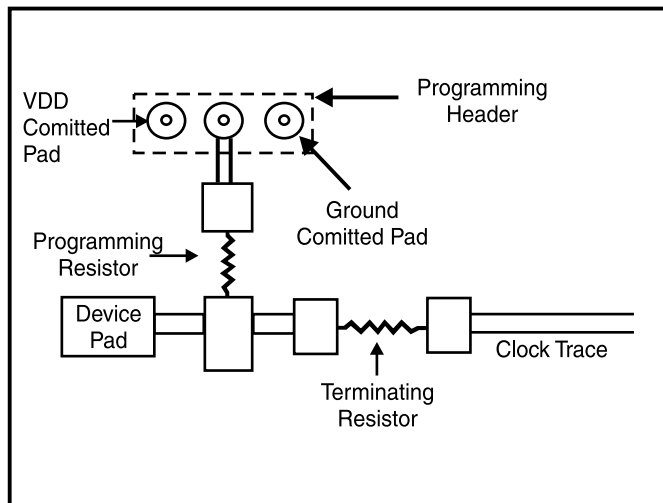 VDD
Comitted
Pad
Programming
Header
Ground
Comitted Pad
Programming
Resistor
Device
Pad
Clock Trace
Terminating
Resistor